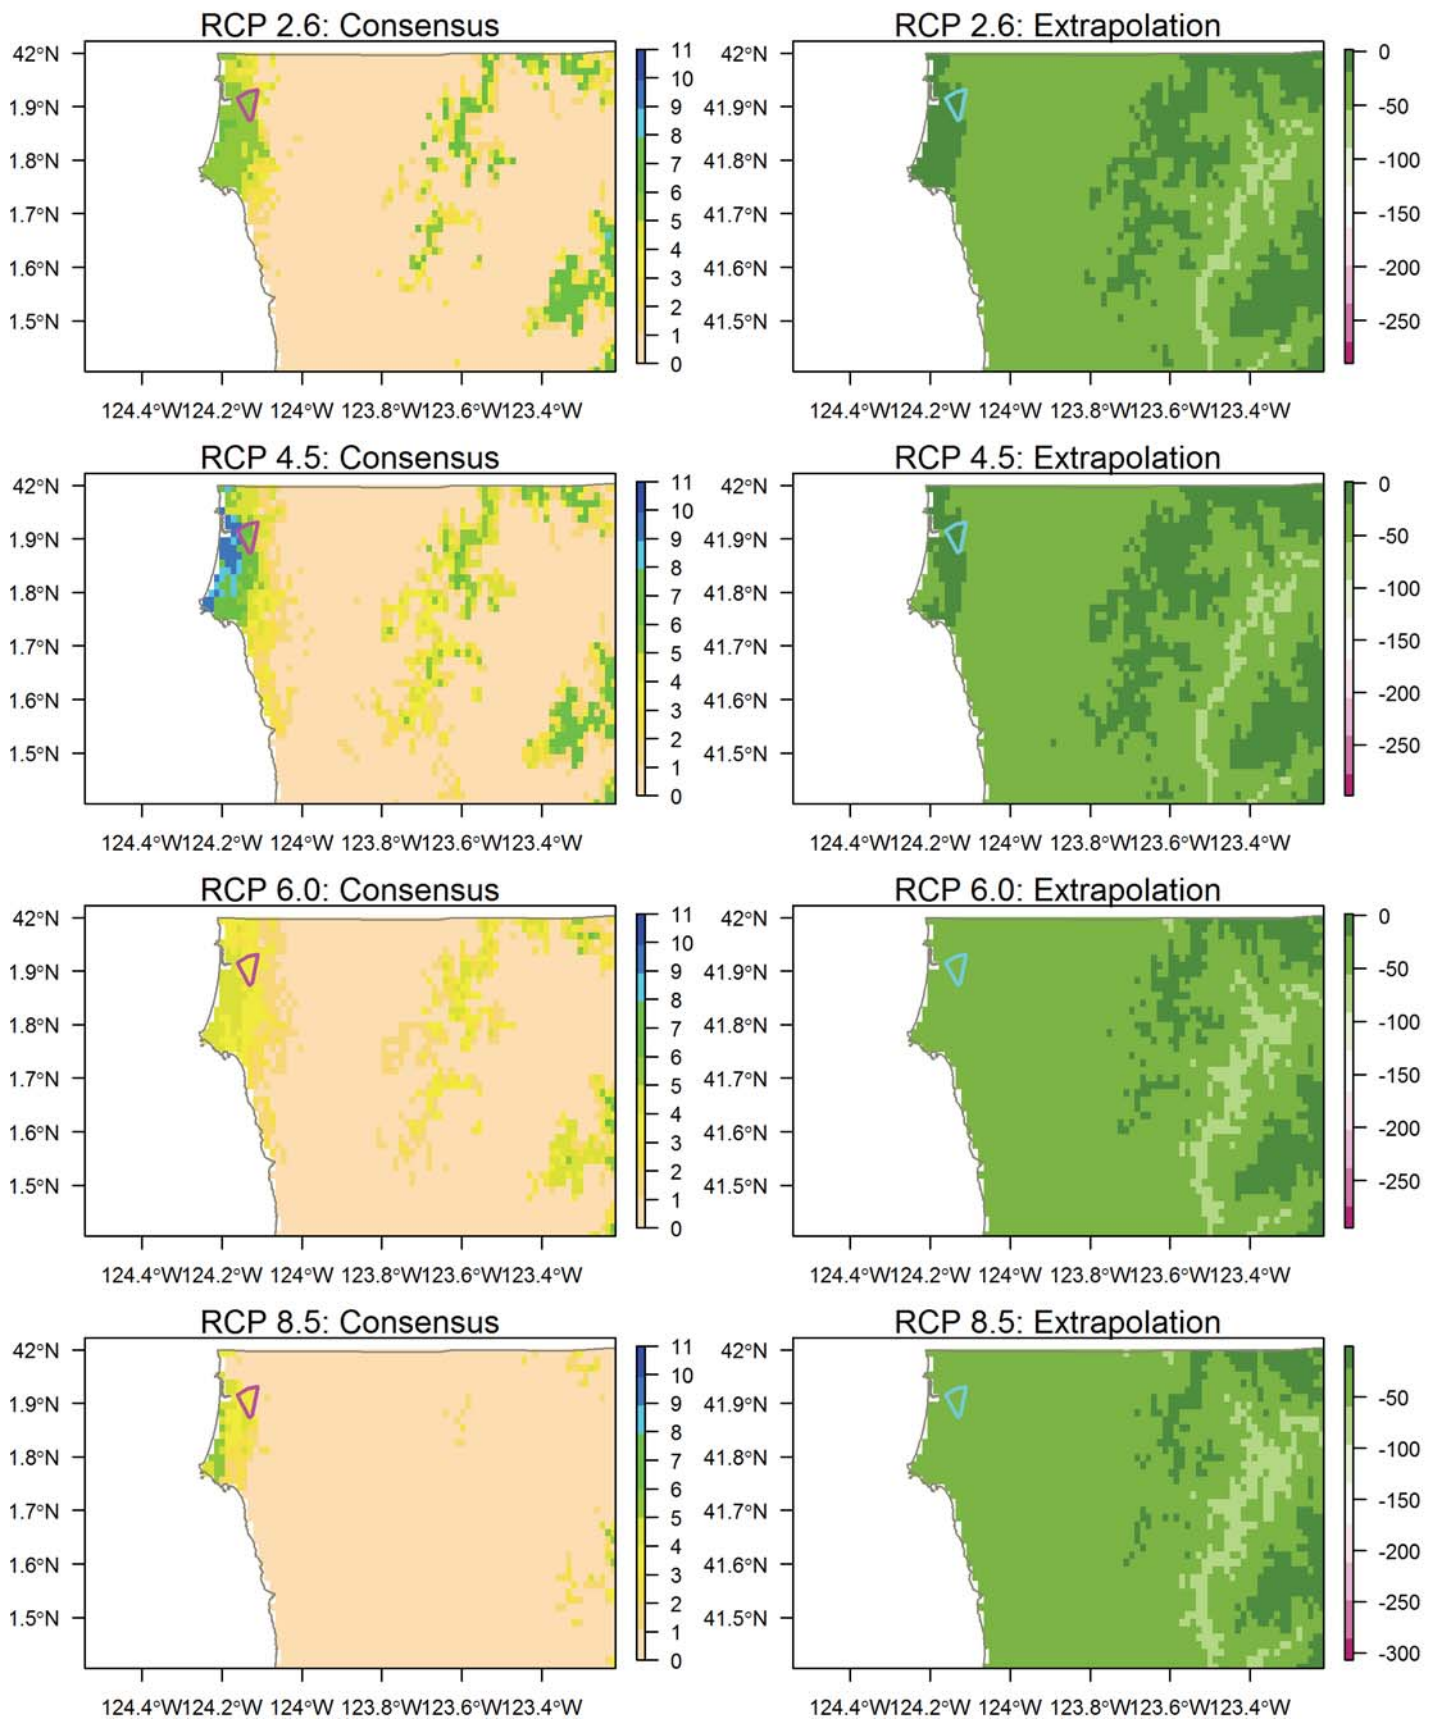 RCP 2.6: Consensus
42°N
1.9°N
1.8°N
1.7°N
1.6°N
1.5°N
11
10
9
8
7
6
5
4
3
2
1
0
124.4°W124.2°W 124°W 123.8°W123.6°W123.4°W
RCP 2.6: Extrapolation
42°N
41.9°N
41.8°N
41.7°N
41.6°N
41.5°N
0
-50
-100
-150
-200
-250
124.4°W124.2°W 124°W 123.8°W123.6°W123.4°W
RCP 4.5: Consensus
42°N
1.9°N
1.8°N
1.7°N
1.6°N
1.5°N
11
10
9
8
7
6
5
4
3
2
1
0
124.4°W124.2°W 124°W 123.8°W123.6°W123.4°W
RCP 4.5: Extrapolation
42°N
41.9°N
41.8°N
41.7°N
41.6°N
41.5°N
0
-50
-100
-150
-200
-250
124.4°W124.2°W 124°W 123.8°W123.6°W123.4°W
RCP 6.0: Consensus
42°N
1.9°N
1.8°N
1.7°N
1.6°N
1.5°N
11
10
9
8
7
6
5
4
3
2
1
0
124.4°W124.2°W 124°W 123.8°W123.6°W123.4°W
RCP 6.0: Extrapolation
42°N
41.9°N
41.8°N
41.7°N
41.6°N
41.5°N
0
-50
-100
-150
-200
-250
124.4°W124.2°W 124°W 123.8°W123.6°W123.4°W
RCP 8.5: Consensus
42°N
1.9°N
1.8°N
1.7°N
1.6°N
1.5°N
11
10
9
8
7
6
5
4
3
2
1
0
124.4°W124.2°W 124°W 123.8°W123.6°W123.4°W
RCP 8.5: Extrapolation
42°N
41.9°N
41.8°N
41.7°N
41.6°N
41.5°N
-50
-100
-150
-200
-250
-300
124.4°W124.2°W 124°W 123.8°W123.6°W123.4°W